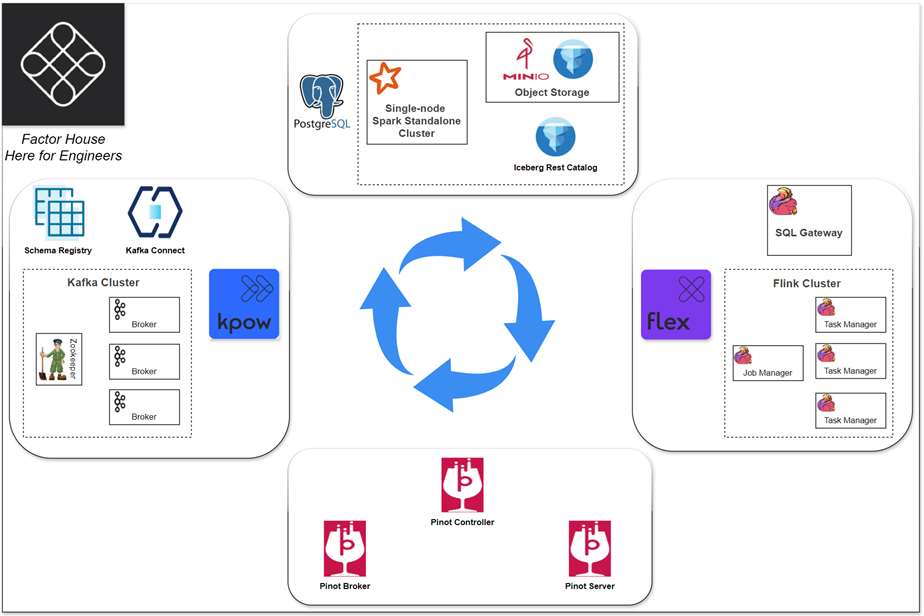 Factor House
Here for Engineers
PostgreSQL
Single-node
Spark Standalone
Cluster
MINIO
Object Storage
Iceberg Rest Catalog
Schema Registry
Kafka Connect
Kafka Cluster
Zookeeper
Broker
Broker
Broker
kpow
SQL Gateway
flex
Flink Cluster
Job Manager
Task Manager
Task Manager
Task Manager
Pinot Controller
Pinot Broker
Pinot Server